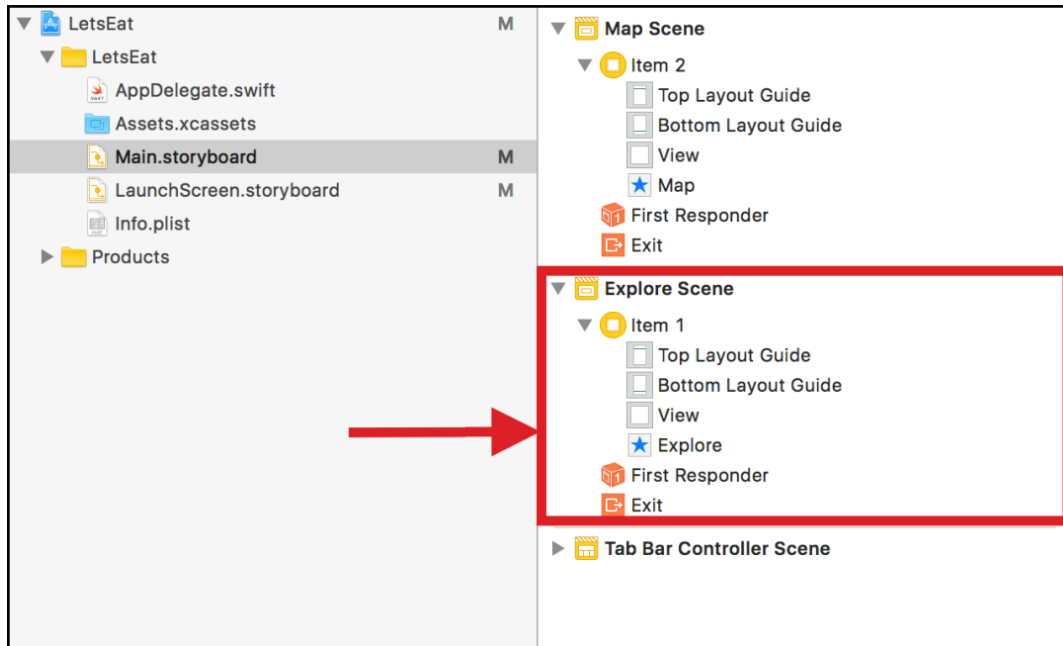 LetsEat M
LetsEat
AppDelegate.swift
Assets.xcassets
Main.storyboard M
LaunchScreen.storyboard M
Info.plist
Products
Map Scene
Item 2
Top Layout Guide
Bottom Layout Guide
View
Map
First Responder
Exit
Explore Scene
Item 1
Top Layout Guide
Bottom Layout Guide
View
Explore
First Responder
Exit
Tab Bar Controller Scene